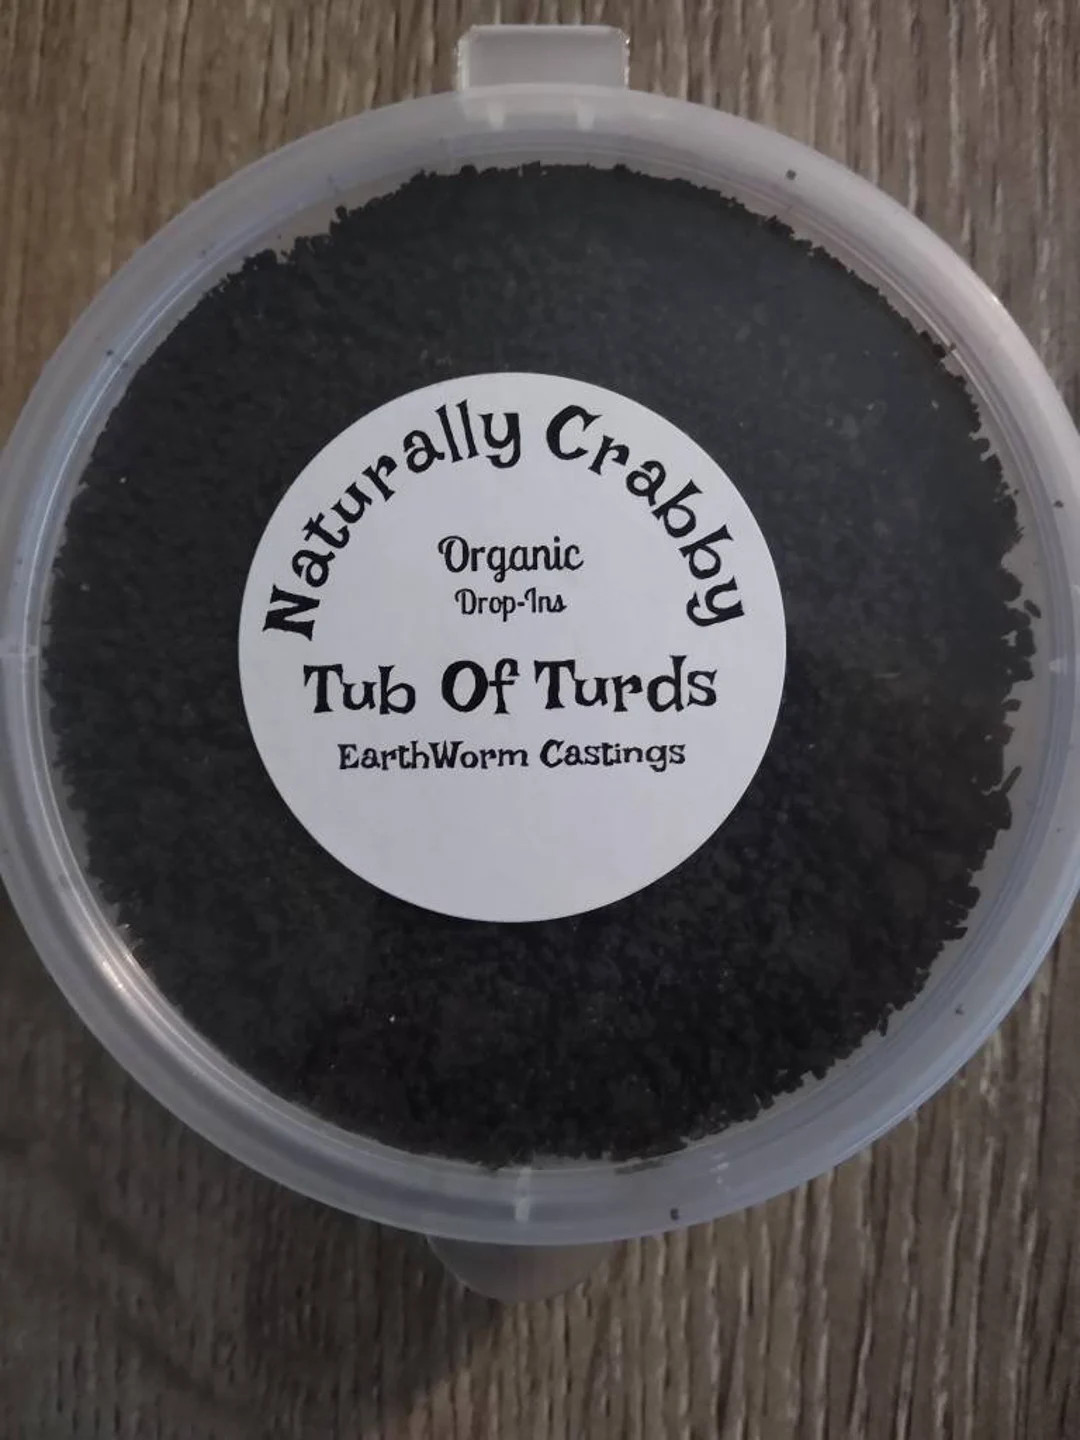 Naturally Crabby
Organic
Drop-Ins
Tub Of Turds
EarthWorm Castings